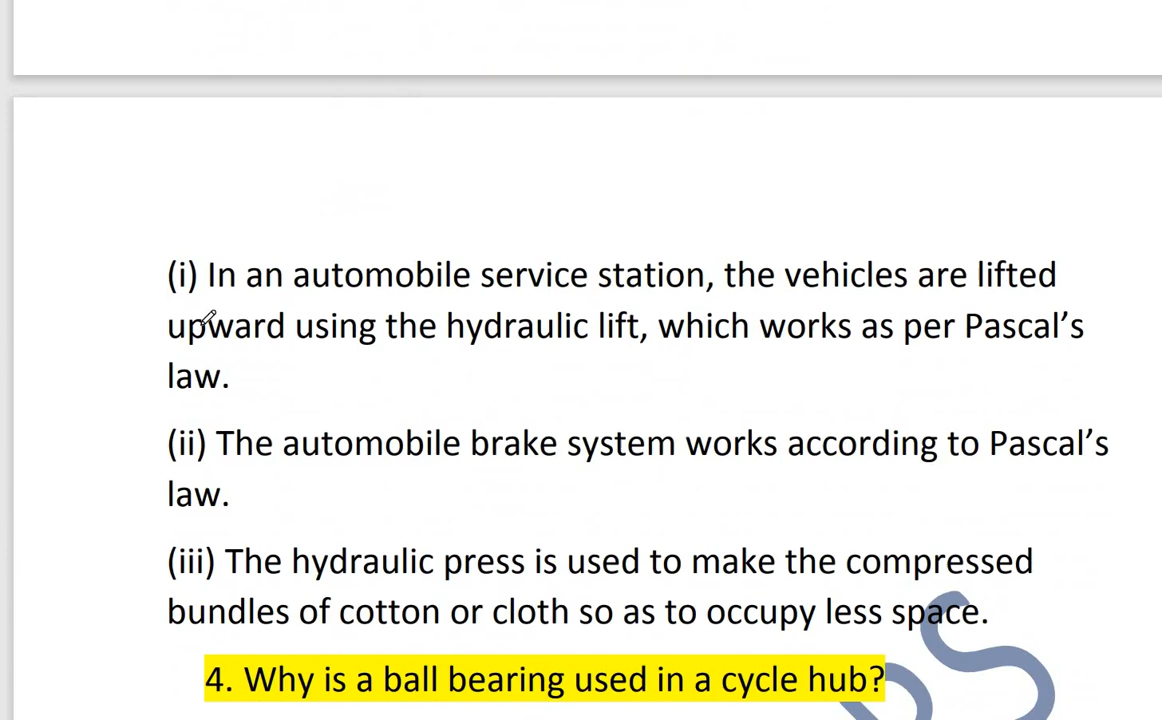 (i) In an automobile service station, the vehicles are lifted
upward using the hydraulic lift, which works as per Pascal’s
law.
(ii) The automobile brake system works according to Pascal’s
law.
(iii) The hydraulic press is used to make the compressed
bundles of cotton or cloth so as to occupy less space.
4. Why is a ball bearing used in a cycle hub?